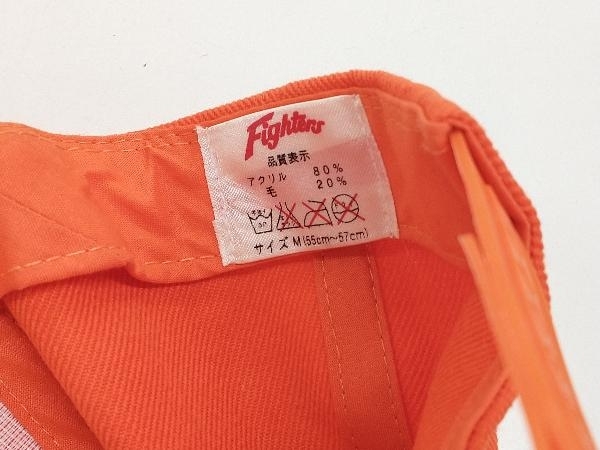 Fighters
品質表示
アクリル 80%
毛 20%
サイズ M(55cm〜57cm)